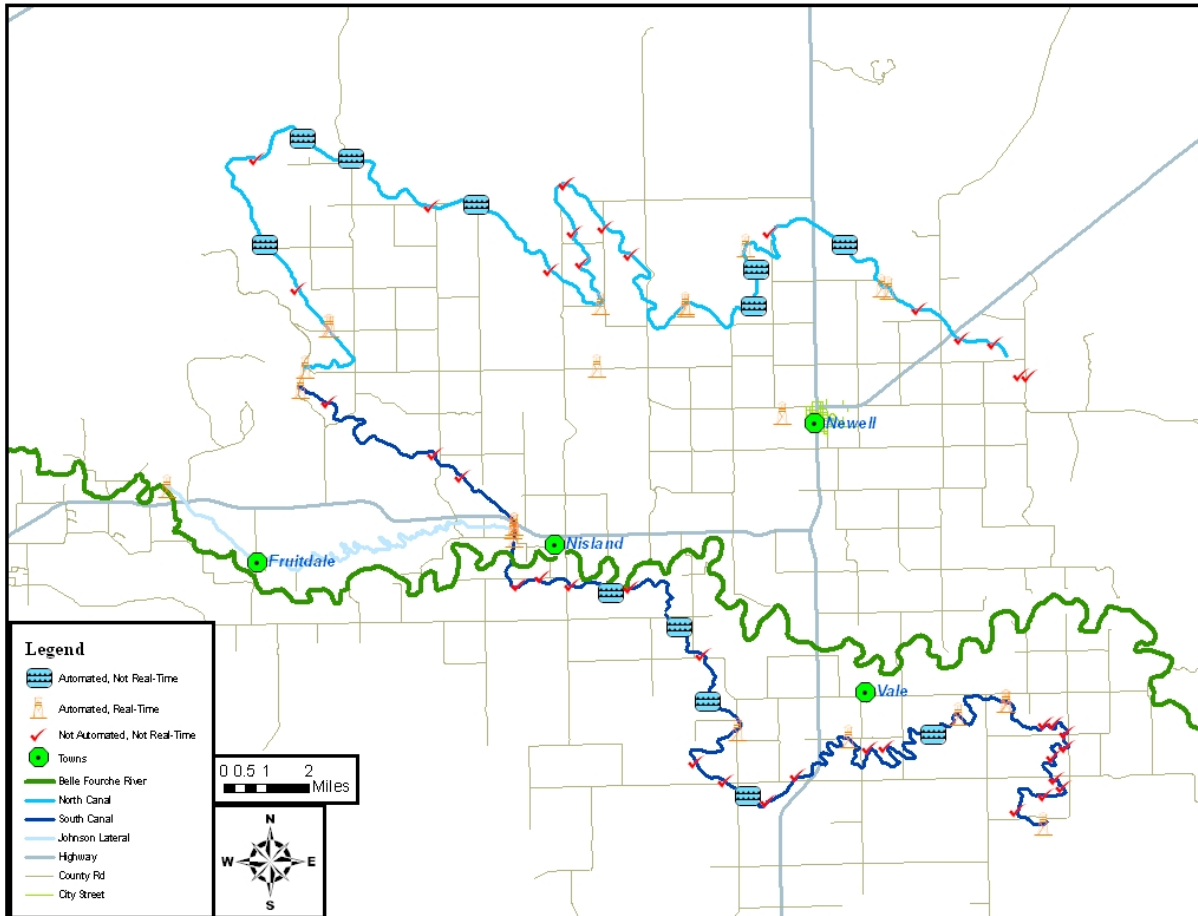 Newell
Nisland
Fruitdale
Vale
Legend
Automated, Not Real-Time
Automated, Real-Time
Not Automated, Not Real-Time
Towns
Belle Fourche River
North Canal
South Canal
Johnson Lateral
Highway
County Rd
City Street
0 0.5 1 2
Miles
N
W E
S